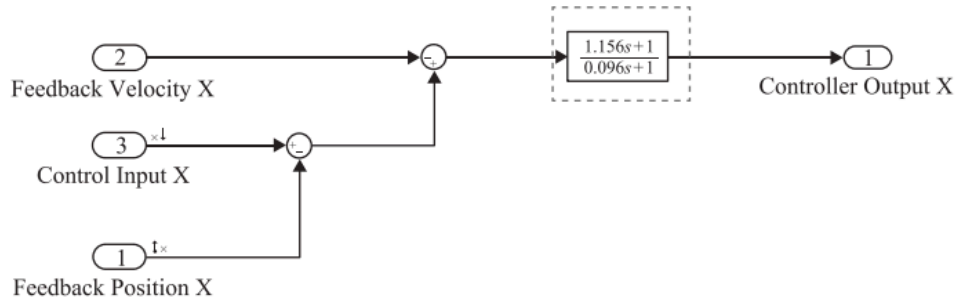 2
Feedback Velocity X
− +
1.156s+1
0.096s+1
1
Controller Output X
3
Control Input X
+ −
1
Feedback Position X